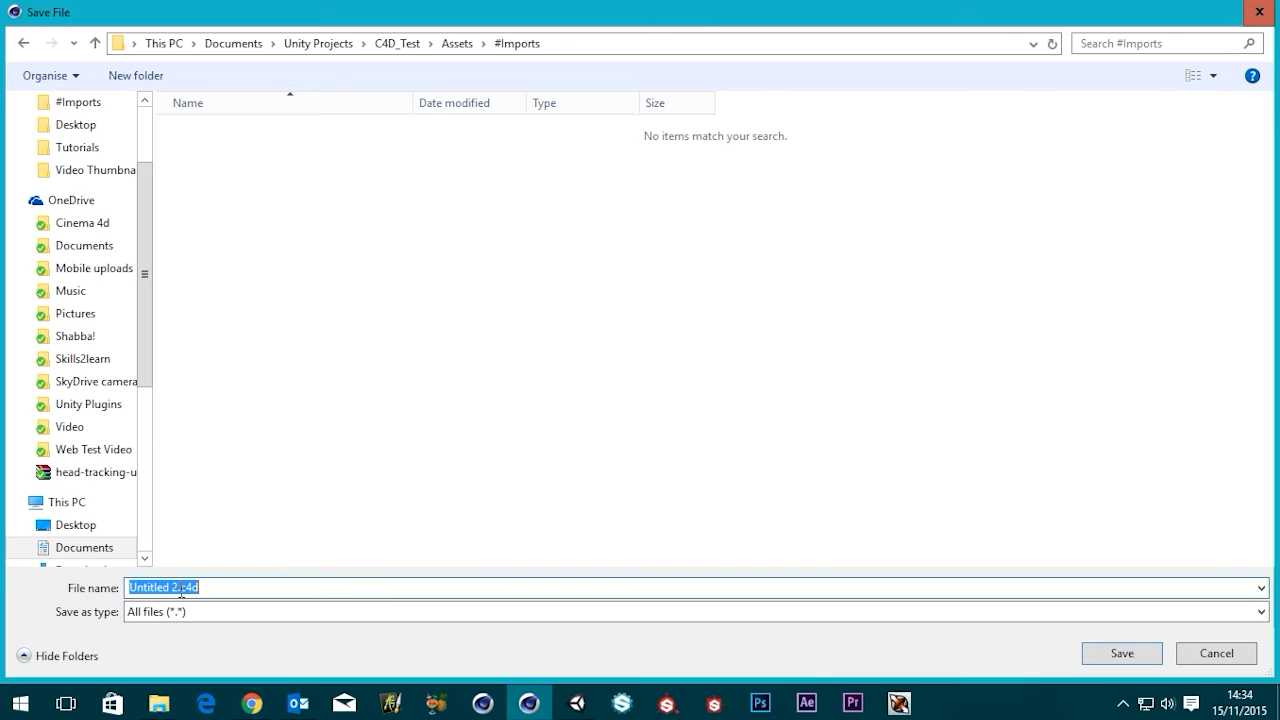 Save File
This PC > Documents > Unity Projects > C4D_Test > Assets > #Imports
Search #Imports
Organise
New folder
Name
Date modified
Type
Size
No items match your search.
#Imports
Desktop
Tutorials
Video Thumbna
OneDrive
Cinema 4d
Documents
Mobile uploads
Music
Pictures
Shabba!
Skills2learn
SkyDrive camera
Unity Plugins
Video
Web Test Video
head-tracking-u
This PC
Desktop
Documents
File name: Untitled 2.c4d
Save as type: All files (*.*)
Hide Folders
Save
Cancel
Ps
Ae
Pr
14:34
15/11/2015